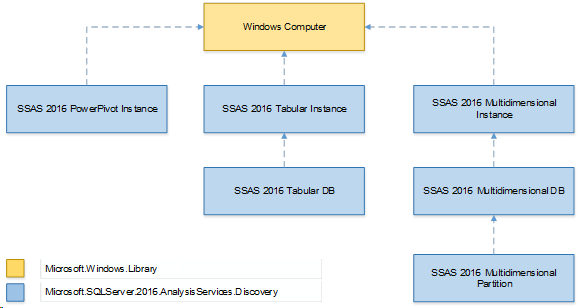 Windows Computer
SSAS 2016 PowerPivot Instance
SSAS 2016 Tabular Instance
SSAS 2016 Multidimensional
Instance
SSAS 2016 Tabular DB
SSAS 2016 Multidimensional DB
SSAS 2016 Multidimensional
Partition
Microsoft.Windows.Library
Microsoft.SQLServer.2016.AnalysisServices.Discovery